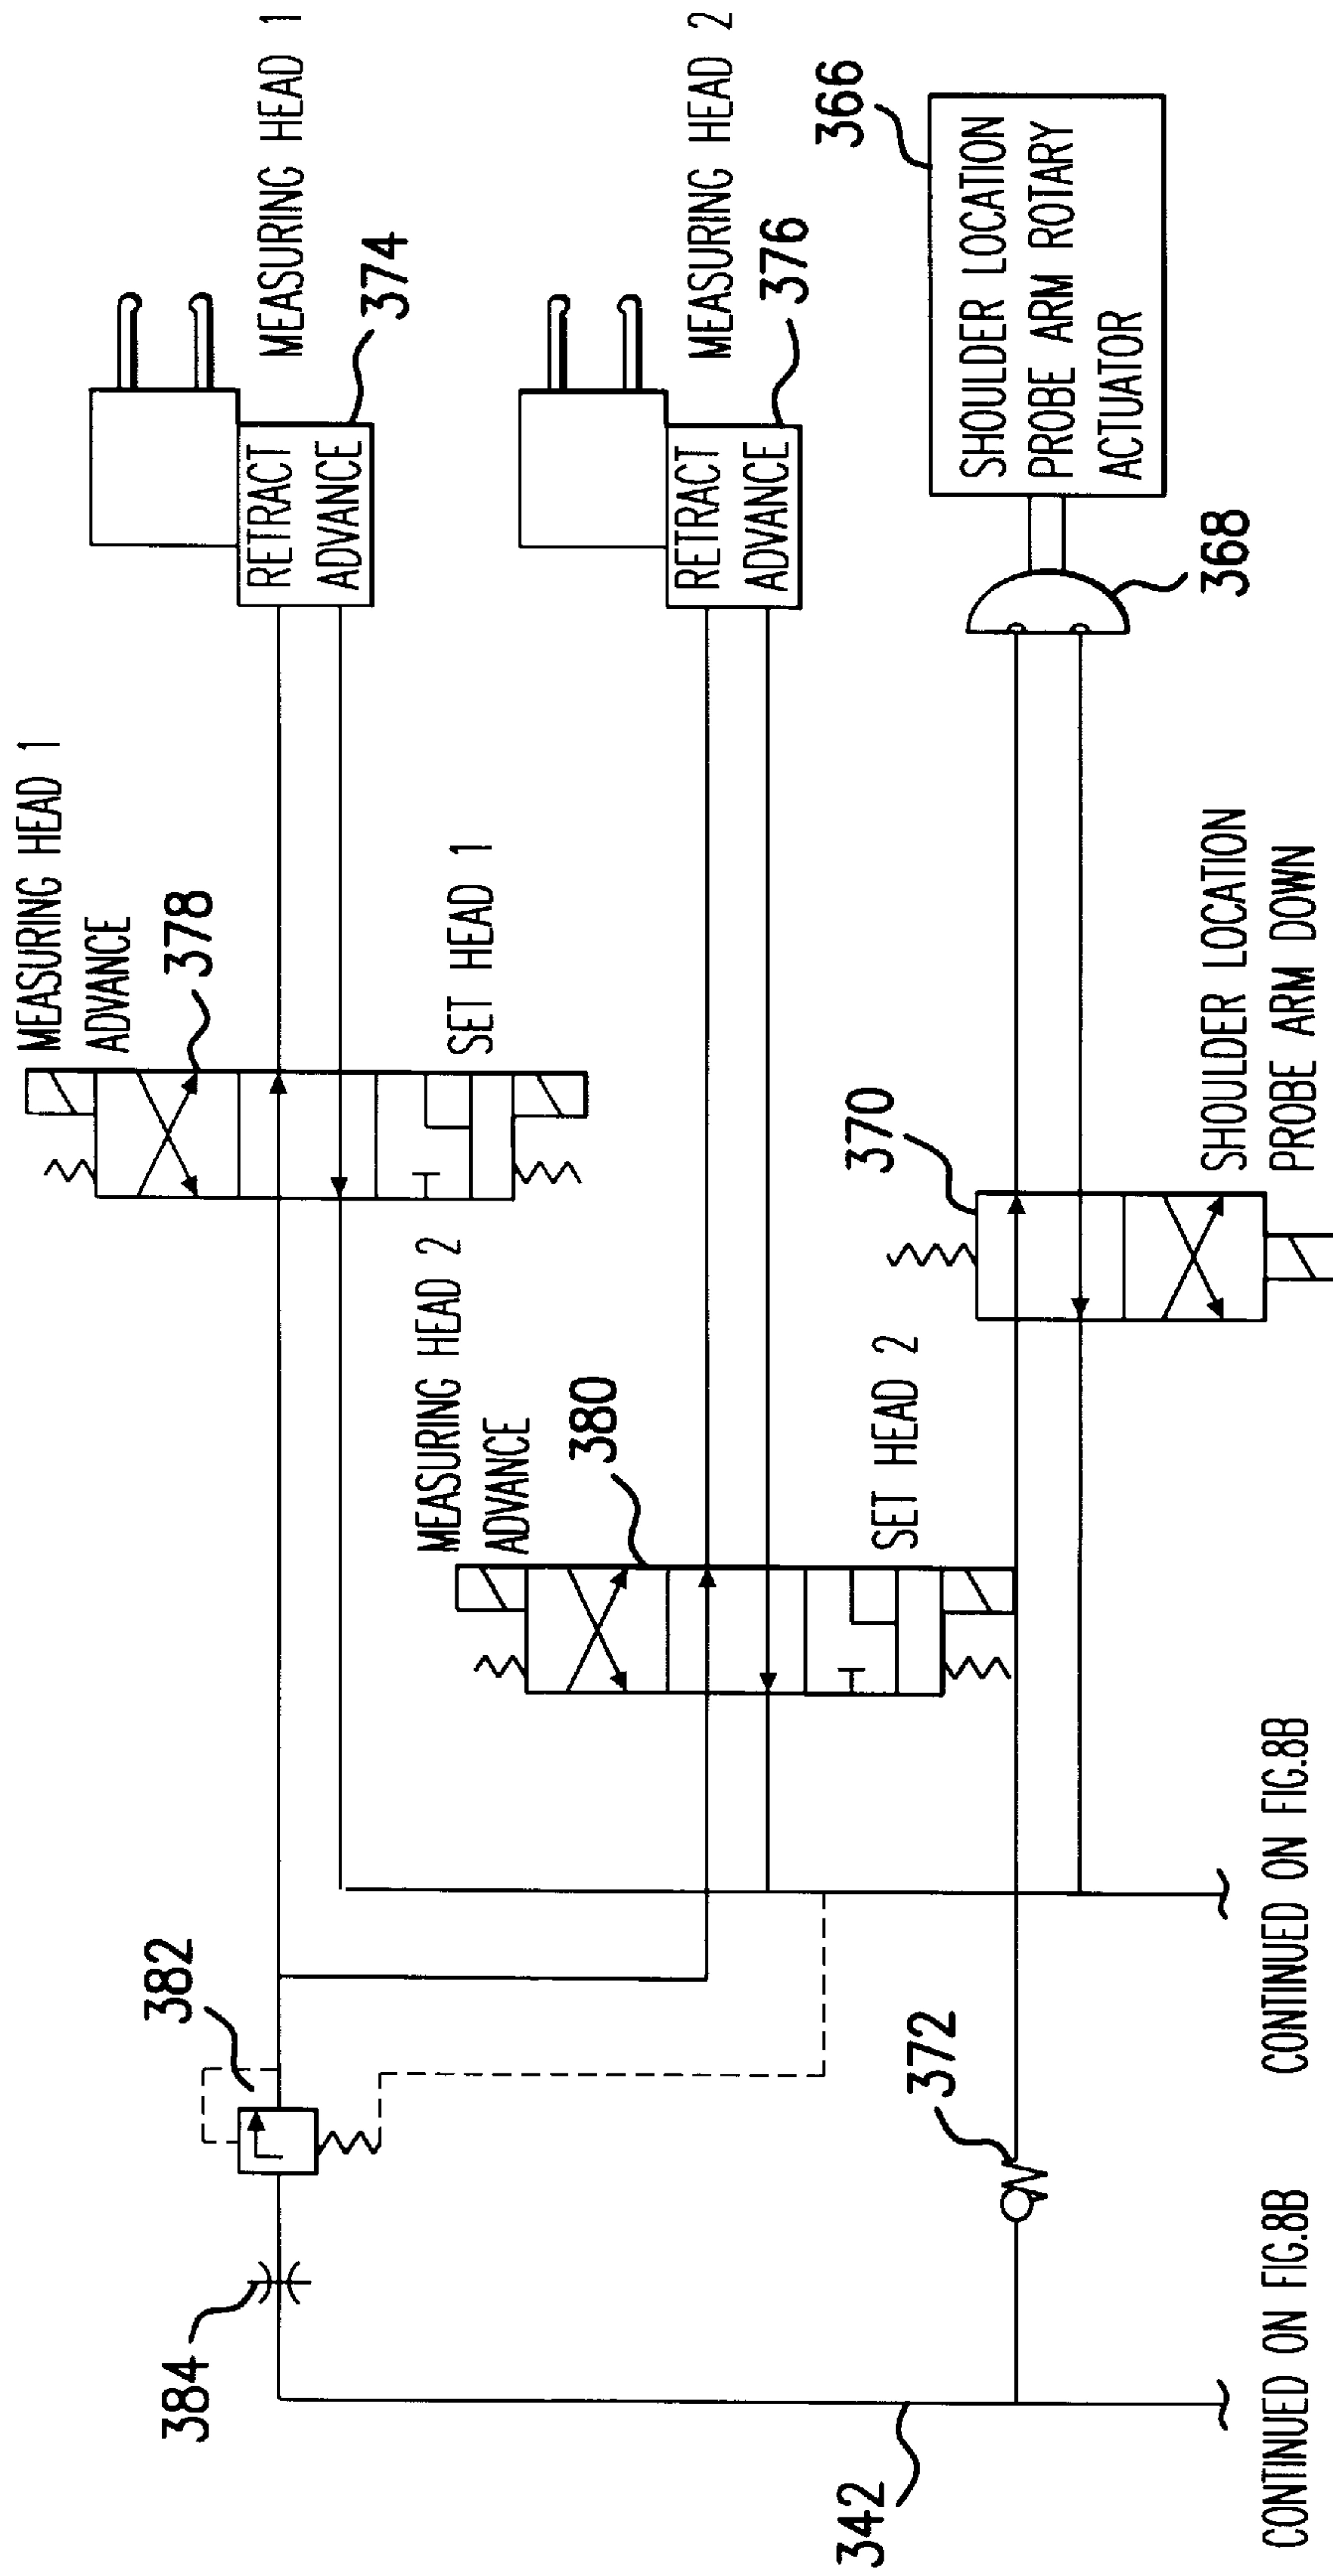 MEASURING HEAD 1
374
RETRACT
ADVANCE
MEASURING HEAD 1
ADVANCE
378
SET HEAD 1
MEASURING HEAD 2
376
RETRACT
ADVANCE
MEASURING HEAD 2
ADVANCE
380
SET HEAD 2
366
SHOULDER LOCATION
PROBE ARM ROTARY
ACTUATOR
368
370
SHOULDER LOCATION
PROBE ARM DOWN
382
384
372
342
CONTINUED ON FIG.8B
CONTINUED ON FIG.8B